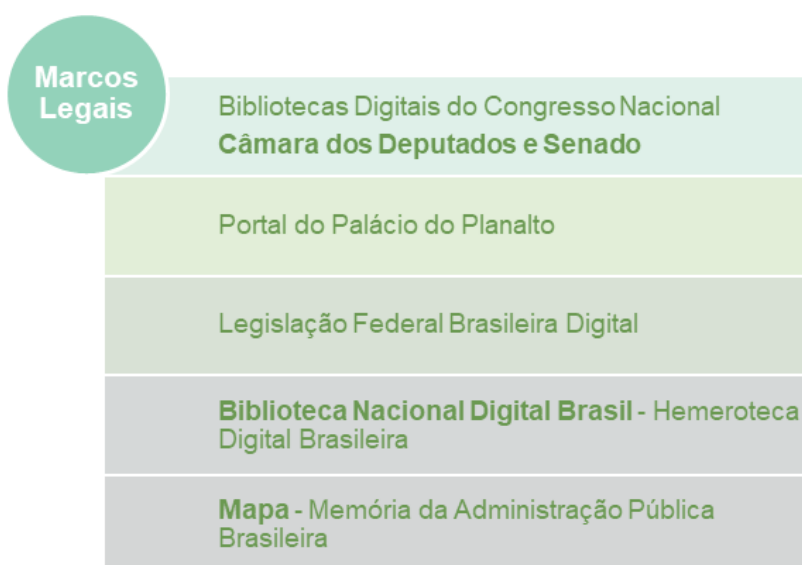 Marcos
Legais
Bibliotecas Digitais do Congresso Nacional
Câmara dos Deputados e Senado
Portal do Palácio do Planalto
Legislação Federal Brasileira Digital
Biblioteca Nacional Digital Brasil - Hemeroteca
Digital Brasileira
Mapa - Memória da Administração Pública
Brasileira